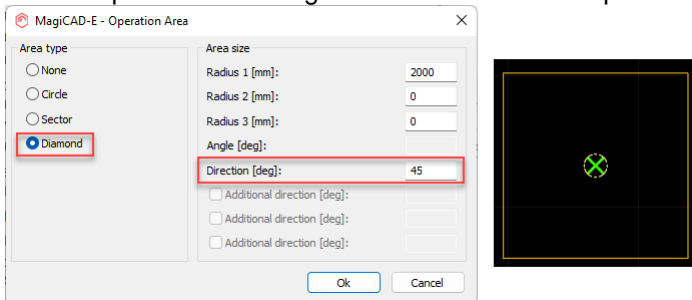 MagiCAD-E - Operation Area
Area type
None
Circle
Sector
Diamond
Area size
Radius 1 [mm]: 2000
Radius 2 [mm]: 0
Radius 3 [mm]: 0
Angle [deg]:
Direction [deg]: 45
Additional direction [deg]:
Additional direction [deg]:
Additional direction [deg]:
Ok Cancel